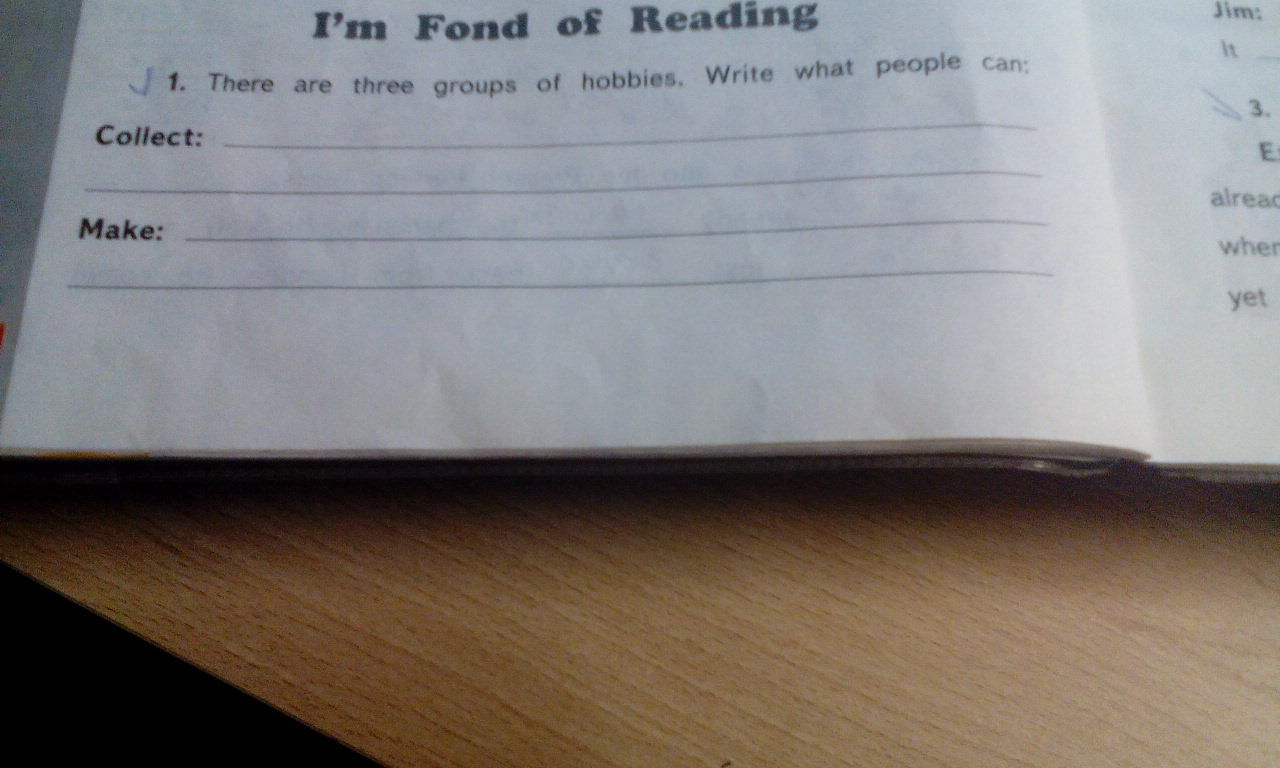 I'm Fond of Reading
1. There are three groups of hobbies. Write what people can:
Collect:
Make:
Jim:
It
3.
alread
when
yet